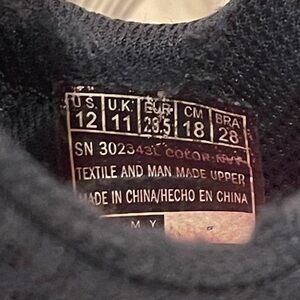 U.S. U.K. EUR CM BRA
12 11 28.5 18 28
SN 302343L COLOR NVY
TEXTILE AND MAN MADE UPPER
MADE IN CHINA/HECHO EN CHINA
M Y